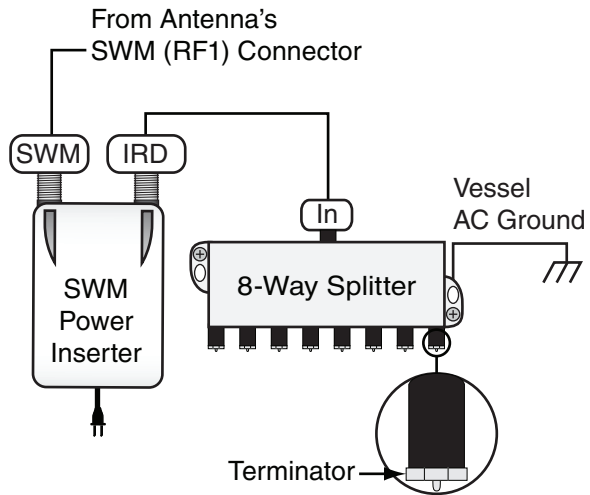 From Antenna's
SWM (RF1) Connector
SWM
IRD
In
Vessel
AC Ground
8-Way Splitter
SWM
Power
Inserter
Terminator